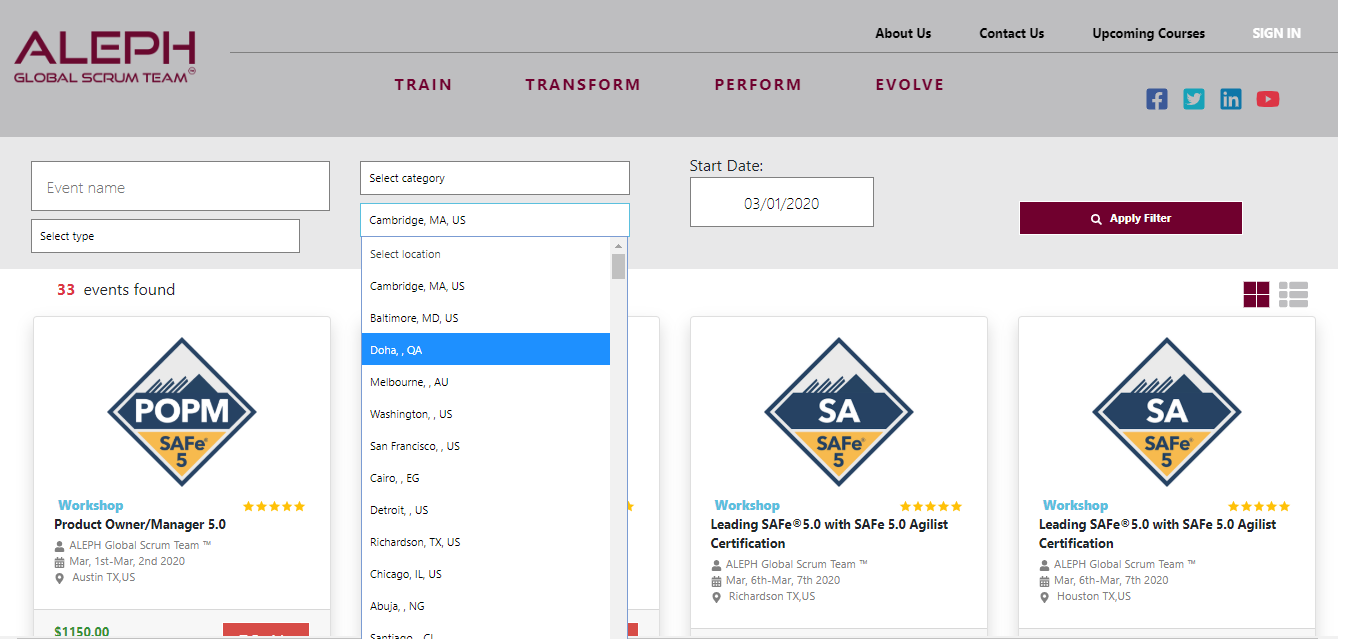 ALEPH
GLOBAL SCRUM TEAM™
About Us
Contact Us
Upcoming Courses
SIGN IN
TRAIN
TRANSFORM
PERFORM
EVOLVE
Event name
Select type
Select category
Cambridge, MA, US
Start Date:
03/01/2020
Apply Filter
Select location
Cambridge, MA, US
Baltimore, MD, US
Doha, , QA
Melbourne, , AU
Washington, , US
San Francisco, , US
Cairo, , EG
Detroit, , US
Richardson, TX, US
Chicago, IL, US
Abuja, , NG
Santiago, , CL
33 events found
POPM
SAFe®
5
Workshop
Product Owner/Manager 5.0
ALEPH Global Scrum Team ™
Mar, 1st-Mar, 2nd 2020
Austin TX,US
$1150.00
SA
SAFe®
5
Workshop
Leading SAFe®5.0 with SAFe 5.0 Agilist
Certification
ALEPH Global Scrum Team ™
Mar, 6th-Mar, 7th 2020
Richardson TX,US
SA
SAFe®
5
Workshop
Leading SAFe®5.0 with SAFe 5.0 Agilist
Certification
ALEPH Global Scrum Team ™
Mar, 6th-Mar, 7th 2020
Houston TX,US